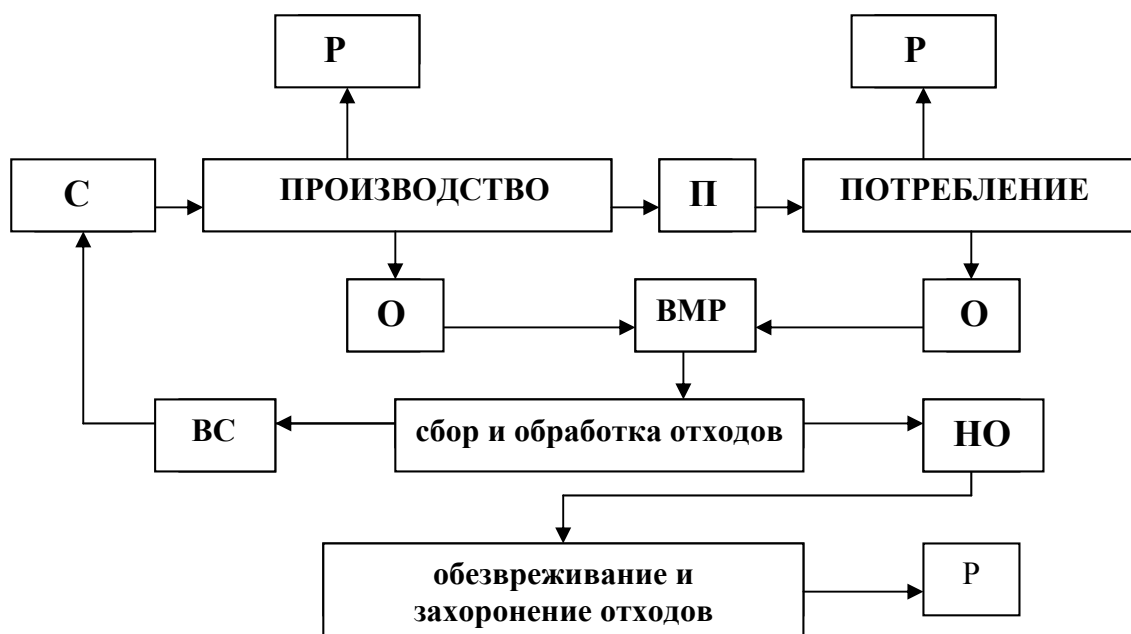 Р
Р
С
ПРОИЗВОДСТВО
П
ПОТРЕБЛЕНИЕ
О
ВМР
О
ВС
сбор и обработка отходов
НО
обезвреживание и
захоронение отходов
Р